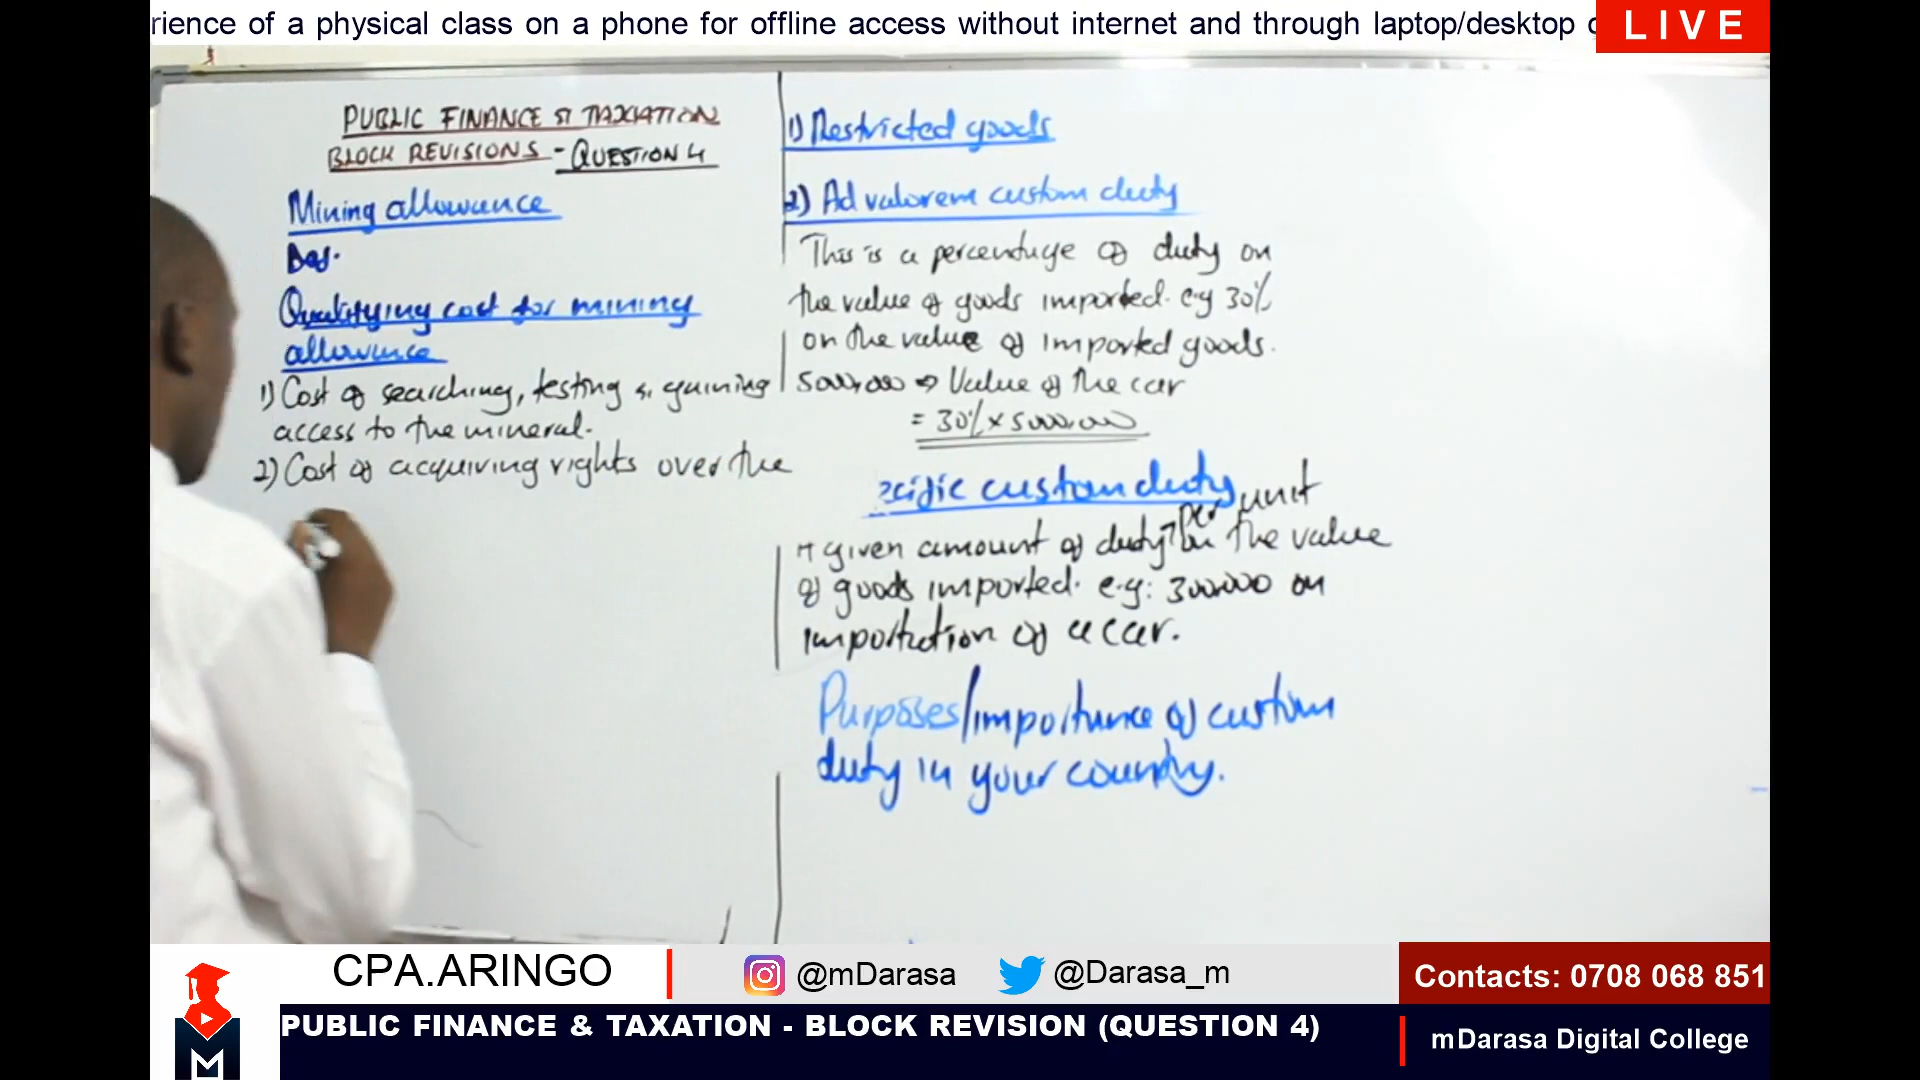 rience of a physical class on a phone for offline access without internet and through laptop/desktop
LIVE
PUBLIC FINANCE & TAXIATION
BLOCK REVISIONS - QUESTION 4
Mining allowance
Qualifying cost for mining
allowance
1) Cost of searching, testing & gaining
access to the mineral.
2) Cost of acquiring rights over the
1) Restricted goods
2) Ad valorem custom duty
This is a percentage of duty on
the value of goods imported. e.g 30%
on the value of imported goods.
5000,000 → Value of the car
= 30% x 5000,000
cific custom duty
A given amount of duty per unit
on the value
of goods imported. e.g: 300,000 on
importation of a car.
Purposes/importance of custom
duty in your country.
CPA.ARINGO
@mDarasa
@Darasa_m
Contacts: 0708 068 851
M
PUBLIC FINANCE & TAXATION - BLOCK REVISION (QUESTION 4)
mDarasa Digital College